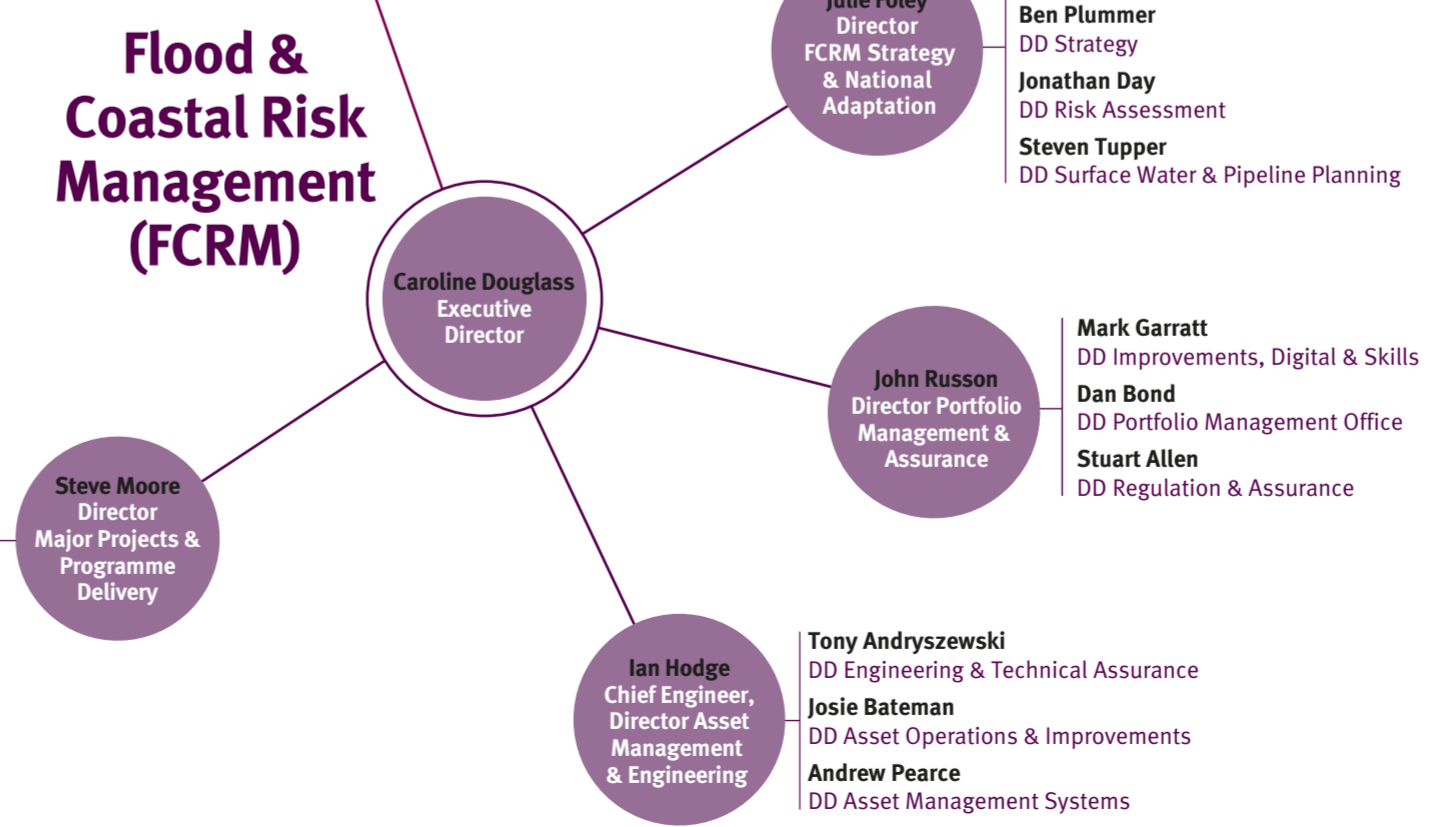 Flood &
Coastal Risk
Management
(FCRM)
Julie Foley
Director
FCRM Strategy
& National
Adaptation
Ben Plummer
DD Strategy
Jonathan Day
DD Risk Assessment
Steven Tupper
DD Surface Water & Pipeline Planning
Caroline Douglass
Executive
Director
John Russon
Director Portfolio
Management &
Assurance
Mark Garratt
DD Improvements, Digital & Skills
Dan Bond
DD Portfolio Management Office
Stuart Allen
DD Regulation & Assurance
Steve Moore
Director
Major Projects &
Programme
Delivery
Ian Hodge
Chief Engineer,
Director Asset
Management
& Engineering
Tony Andryszewski
DD Engineering & Technical Assurance
Josie Bateman
DD Asset Operations & Improvements
Andrew Pearce
DD Asset Management Systems